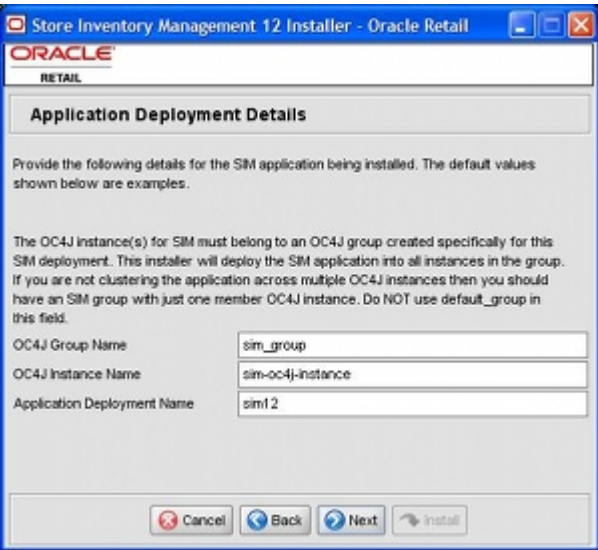 Store Inventory Management 12 Installer - Oracle Retail
ORACLE
RETAIL
Application Deployment Details
Provide the following details for the SIM application being installed. The default values
shown below are examples.
The OC4J instance(s) for SIM must belong to an OC4J group created specifically for this
SIM deployment. This installer will deploy the SIM application into all instances in the group.
If you are not clustering the application across multiple OC4J instances then you should
have an SIM group with just one member OC4J instance. Do NOT use default_group in
this field.
OC4J Group Name sim_group
OC4J Instance Name sim-oc4j-instance
Application Deployment Name sim12
Cancel Back Next Install